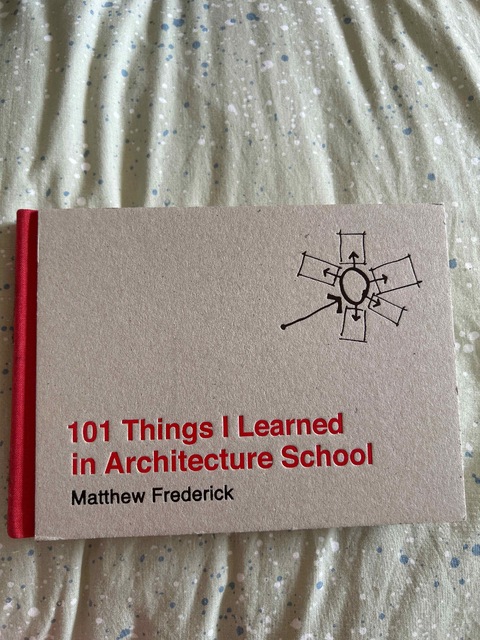 101 Things I Learned
in Architecture School
Matthew Frederick